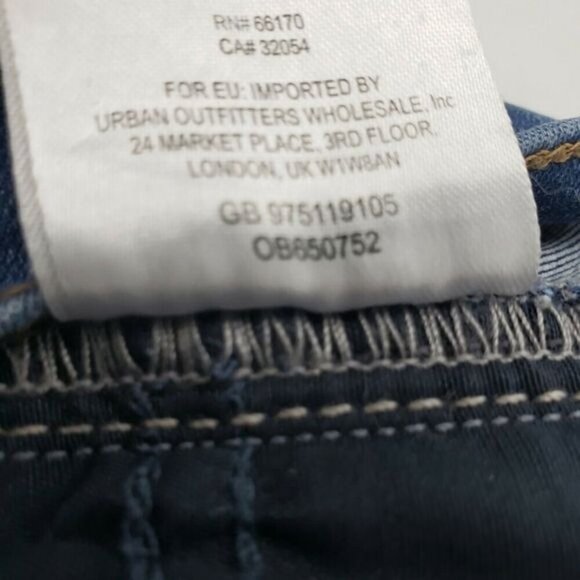 RN# 66170
CA# 32054
FOR EU: IMPORTED BY
URBAN OUTFITTERS WHOLESALE, Inc
24 MARKET PLACE, 3RD FLOOR,
LONDON, UK W1W8AN
GB 975119105
OB650752